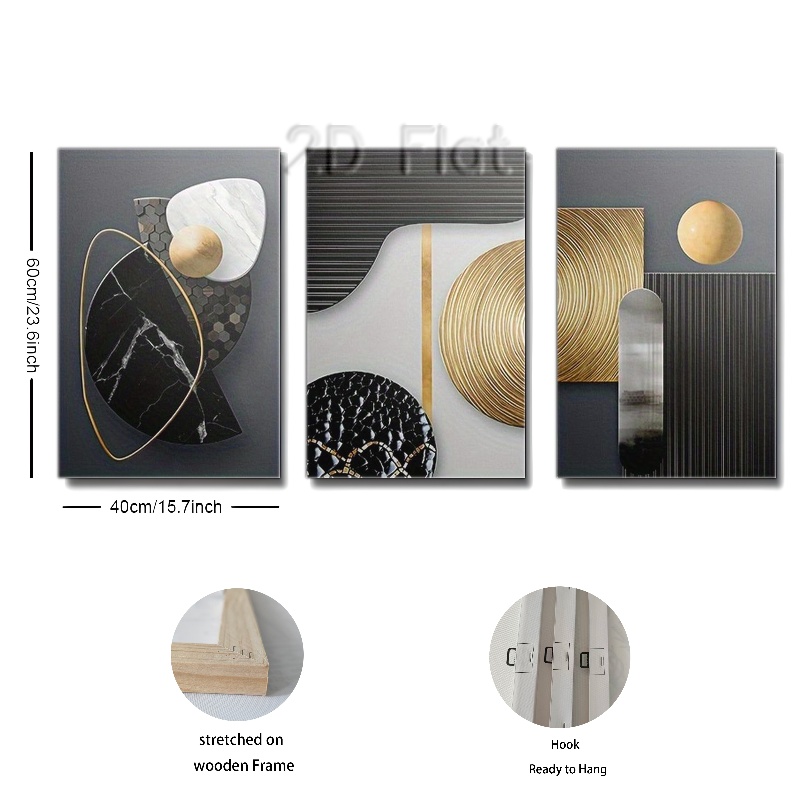 2D Flat
60cm/23.6inch
40cm/15.7inch
stretched on
wooden Frame
Hook
Ready to Hang